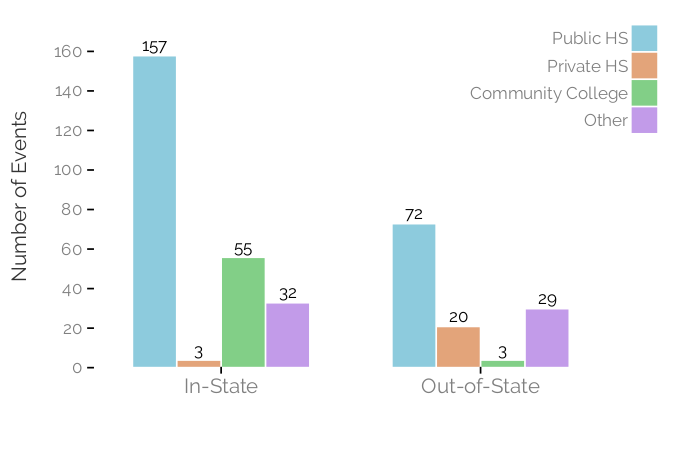 Public HS
Private HS
Community College
Other
Number of Events
160
140
120
100
80
60
40
20
0
157
3
55
32
72
20
3
29
In-State
Out-of-State